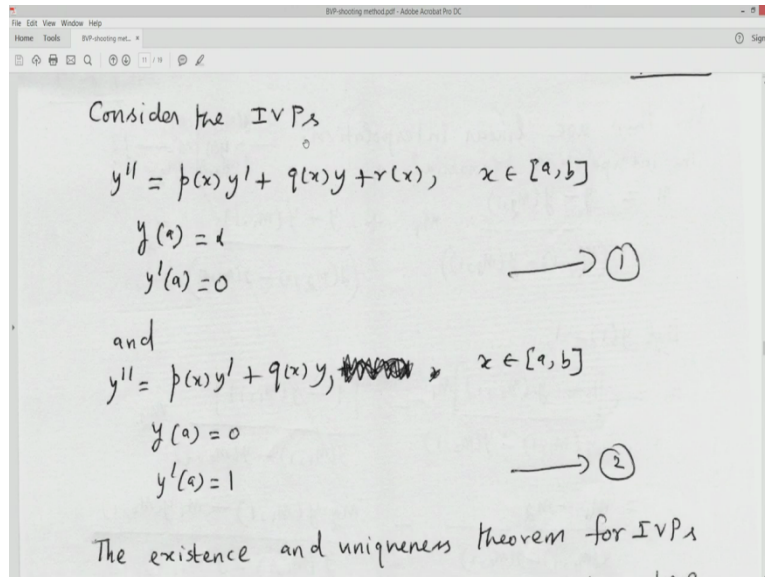 BVP-shooting method.pdf - Adobe Acrobat Pro DC
File Edit View Window Help
Home Tools BVP-shooting met... × Sign
11 / 19
Consider the IVPs
y'' = p(x) y' + q(x) y + r(x), x ∈ [a, b]
y(a) = α
y'(a) = 0 ⟶ ①
and
y'' = p(x) y' + q(x) y, x ∈ [a, b]
y(a) = 0
y'(a) = 1 ⟶ ②
The existence and uniqueness theorem for IVPs